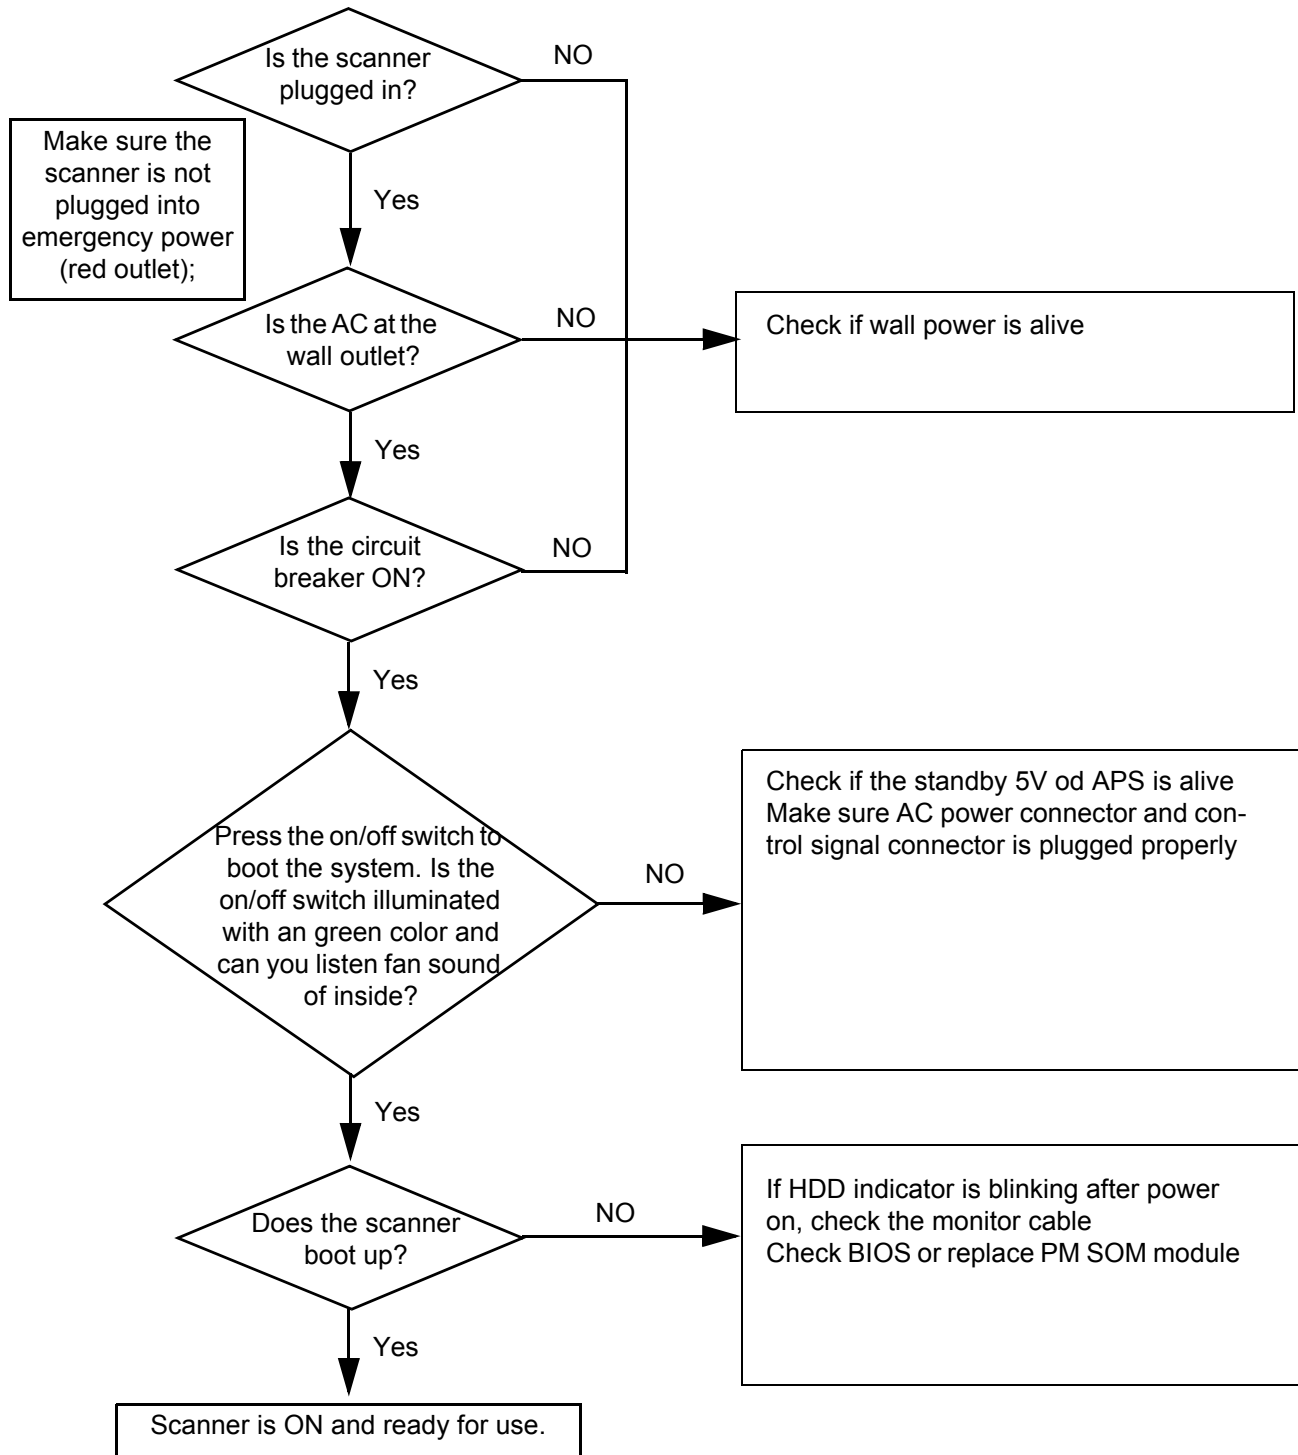 Is the scanner
plugged in?
NO
Make sure the
scanner is not
plugged into
emergency power
(red outlet);
Yes
Is the AC at the
wall outlet?
NO
Check if wall power is alive
Yes
Is the circuit
breaker ON?
NO
Yes
Press the on/off switch to
boot the system. Is the
on/off switch illuminated
with an green color and
can you listen fan sound
of inside?
NO
Check if the standby 5V od APS is alive
Make sure AC power connector and con-
trol signal connector is plugged properly
Yes
Does the scanner
boot up?
NO
If HDD indicator is blinking after power
on, check the monitor cable
Check BIOS or replace PM SOM module
Yes
Scanner is ON and ready for use.